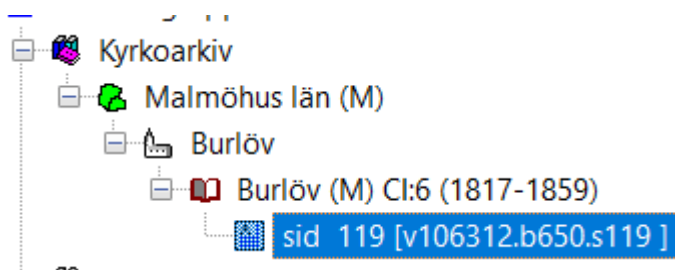 Kyrkoarkiv
Malmöhus län (M)
Burlöv
Burlöv (M) CI:6 (1817-1859)
sid 119 [v106312.b650.s119 ]